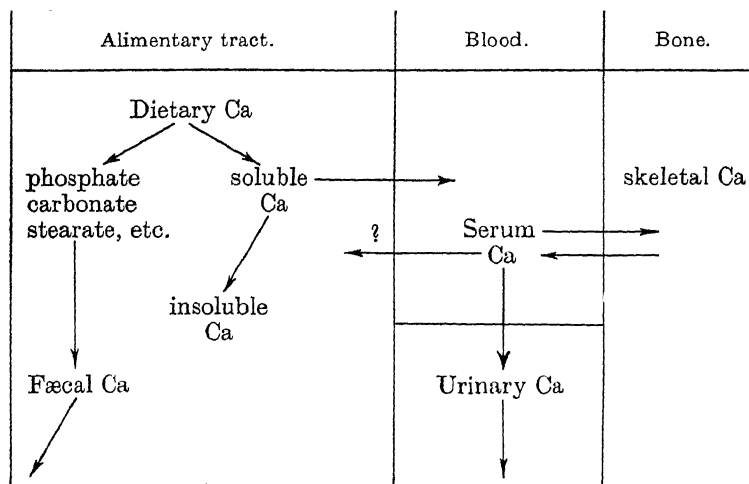 Alimentary tract.
Blood.
Bone.
Dietary Ca
phosphate
carbonate
stearate, etc.
soluble
Ca
skeletal Ca
?
Serum
Ca
insoluble
Ca
Fæcal Ca
Urinary Ca